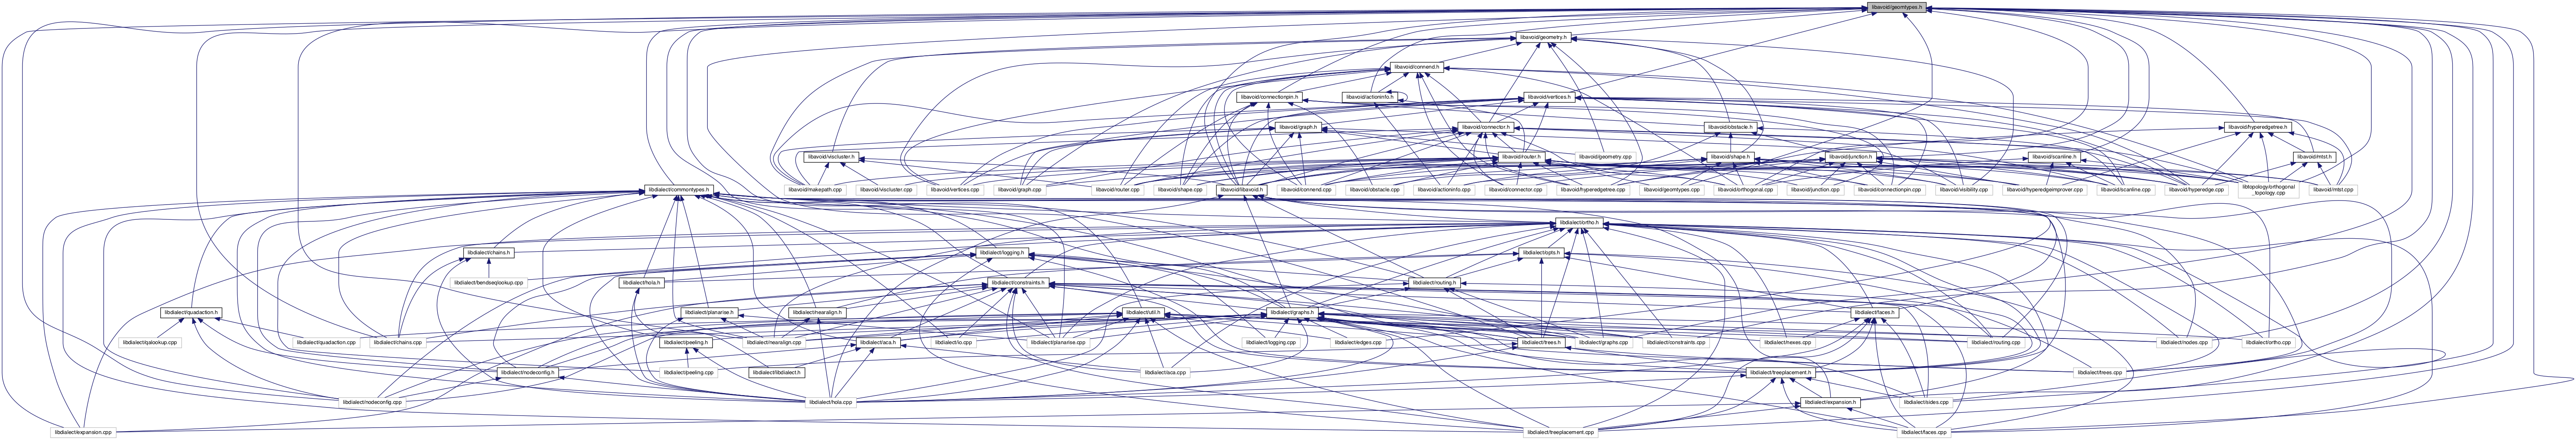 libavoid/geomtypes.h
libavoid/geometry.h
libavoid/connend.h
libavoid/connectionpin.h
libavoid/actioninfo.h
libavoid/vertices.h
libavoid/graph.h
libavoid/connector.h
libavoid/obstacle.h
libavoid/hyperedgetree.h
libavoid/viscluster.h
libavoid/router.h
libavoid/geometry.cpp
libavoid/shape.h
libavoid/junction.h
libavoid/scanline.h
libavoid/mtst.h
libdialect/commontypes.h
libavoid/makepath.cpp
libavoid/viscluster.cpp
libavoid/vertices.cpp
libavoid/graph.cpp
libavoid/router.cpp
libavoid/shape.cpp
libavoid/libavoid.h
libavoid/connend.cpp
libavoid/obstacle.cpp
libavoid/actioninfo.cpp
libavoid/connector.cpp
libavoid/hyperedgetree.cpp
libavoid/geomtypes.cpp
libavoid/orthogonal.cpp
libavoid/junction.cpp
libavoid/connectionpin.cpp
libavoid/visibility.cpp
libavoid/hyperedgeimprover.cpp
libavoid/scanline.cpp
libavoid/hyperedge.cpp
libtopology/orthogonal
_topology.cpp
libavoid/mtst.cpp
libdialect/ortho.h
libdialect/chains.h
libdialect/logging.h
libdialect/opts.h
libdialect/bendseqlookup.cpp
libdialect/hola.h
libdialect/constraints.h
libdialect/routing.h
libdialect/quadaction.h
libdialect/planarise.h
libdialect/nearalign.h
libdialect/util.h
libdialect/graphs.h
libdialect/faces.h
libdialect/qalookup.cpp
libdialect/quadaction.cpp
libdialect/chains.cpp
libdialect/peeling.h
libdialect/nearalign.cpp
libdialect/aca.h
libdialect/io.cpp
libdialect/planarise.cpp
libdialect/logging.cpp
libdialect/edges.cpp
libdialect/trees.h
libdialect/graphs.cpp
libdialect/constraints.cpp
libdialect/nexes.cpp
libdialect/routing.cpp
libdialect/nodes.cpp
libdialect/ortho.cpp
libdialect/nodeconfig.h
libdialect/peeling.cpp
libdialect/libdialect.h
libdialect/aca.cpp
libdialect/treeplacement.h
libdialect/trees.cpp
libdialect/nodeconfig.cpp
libdialect/hola.cpp
libdialect/expansion.h
libdialect/sides.cpp
libdialect/expansion.cpp
libdialect/treeplacement.cpp
libdialect/faces.cpp